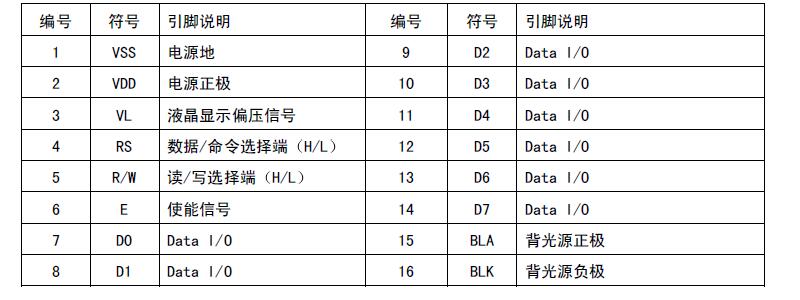 编号 符号 引脚说明 编号 符号 引脚说明
1 VSS 电源地 9 D2 Data I/O
2 VDD 电源正极 10 D3 Data I/O
3 VL 液晶显示偏压信号 11 D4 Data I/O
4 RS 数据/命令选择端（H/L） 12 D5 Data I/O
5 R/W 读/写选择端（H/L） 13 D6 Data I/O
6 E 使能信号 14 D7 Data I/O
7 D0 Data I/O 15 BLA 背光源正极
8 D1 Data I/O 16 BLK 背光源负极